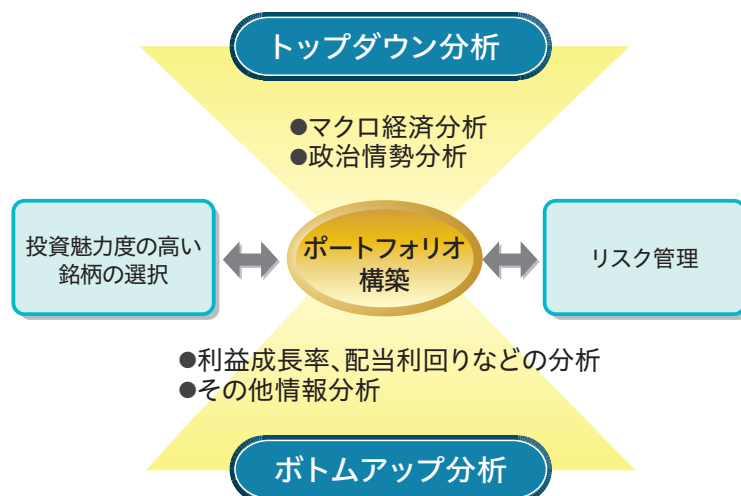 トップダウン分析
●マクロ経済分析
●政治情勢分析
投資魅力度の高い
銘柄の選択
ポートフォリオ
構築
リスク管理
●利益成長率、配当利回りなどの分析
●その他情報分析
ボトムアップ分析